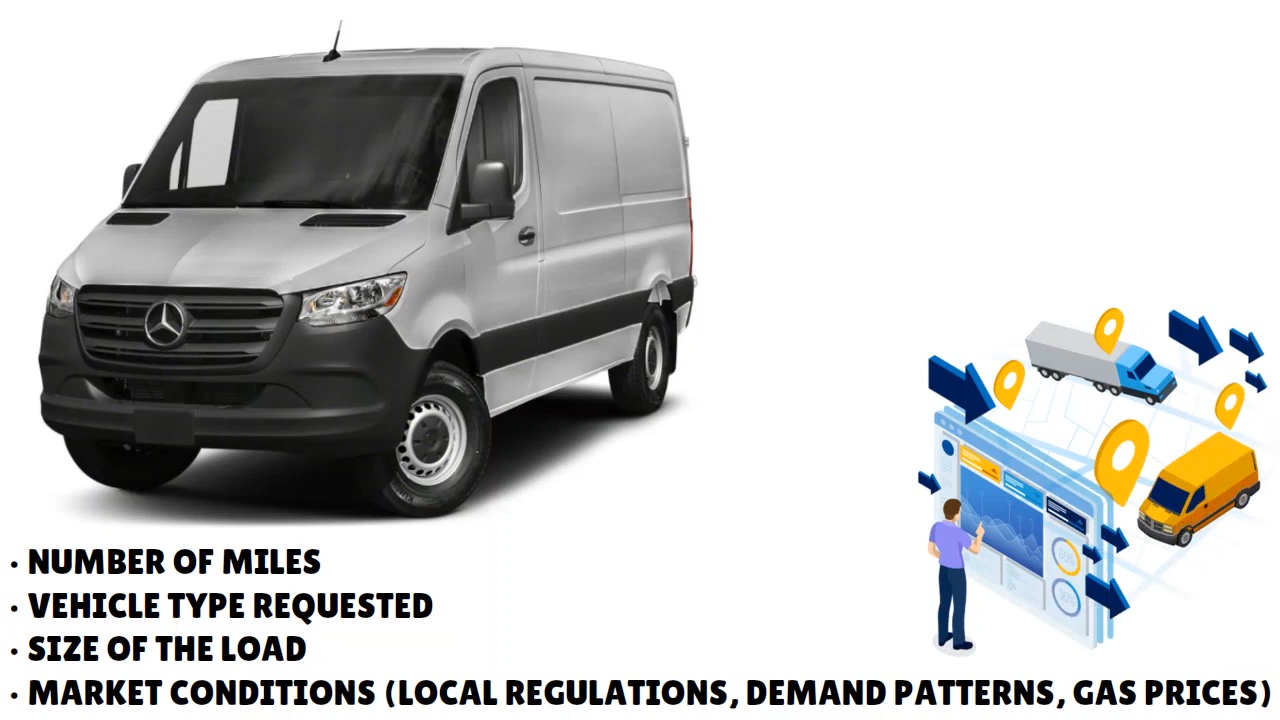 · NUMBER OF MILES
· VEHICLE TYPE REQUESTED
· SIZE OF THE LOAD
· MARKET CONDITIONS (LOCAL REGULATIONS, DEMAND PATTERNS, GAS PRICES)